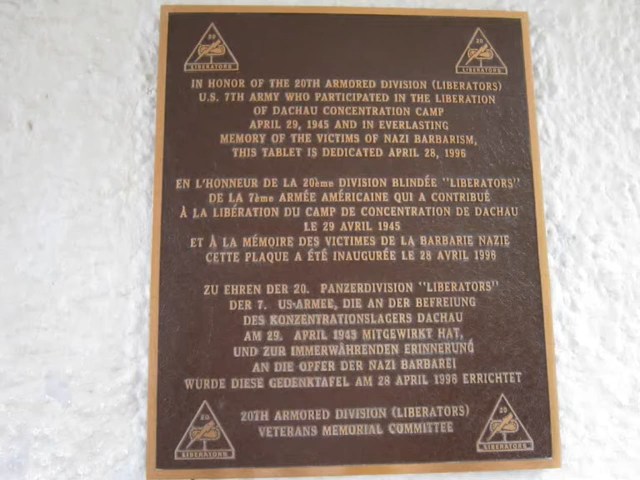 20
LIBERATORS
20
LIBERATORS
IN HONOR OF THE 20TH ARMORED DIVISION (LIBERATORS)
U.S. 7TH ARMY WHO PARTICIPATED IN THE LIBERATION
OF DACHAU CONCENTRATION CAMP
APRIL 29, 1945 AND IN EVERLASTING
MEMORY OF THE VICTIMS OF NAZI BARBARISM,
THIS TABLET IS DEDICATED APRIL 28, 1996
EN L'HONNEUR DE LA 20ème DIVISION BLINDÉE "LIBERATORS"
DE LA 7ème ARMÉE AMÉRICAINE QUI A CONTRIBUÉ
À LA LIBÉRATION DU CAMP DE CONCENTRATION DE DACHAU
LE 29 AVRIL 1945
ET À LA MÉMOIRE DES VICTIMES DE LA BARBARIE NAZIE
CETTE PLAQUE A ÉTÉ INAUGURÉE LE 28 AVRIL 1996
ZU EHREN DER 20. PANZERDIVISION "LIBERATORS"
DER 7. US-ARMEE, DIE AN DER BEFREIUNG
DES KONZENTRATIONSLAGERS DACHAU
AM 29. APRIL 1945 MITGEWIRKT HAT,
UND ZUR IMMERWÄHRENDEN ERINNERUNG
AN DIE OPFER DER NAZI BARBAREI
WURDE DIESE GEDENKTAFEL AM 28 APRIL 1996 ERRICHTET
20TH ARMORED DIVISION (LIBERATORS)
VETERANS MEMORIAL COMMITTEE
20
LIBERATORS
20
LIBERATORS